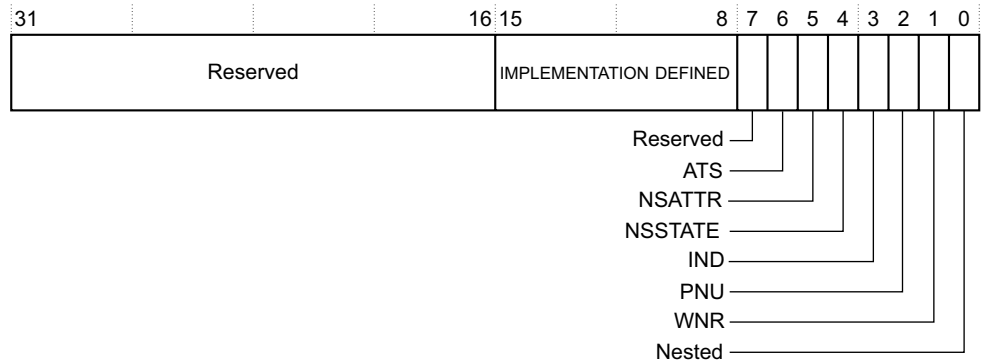 31 16 15 8 7 6 5 4 3 2 1 0
Reserved IMPLEMENTATION DEFINED
Reserved
ATS
NSATTR
NSSTATE
IND
PNU
WNR
Nested